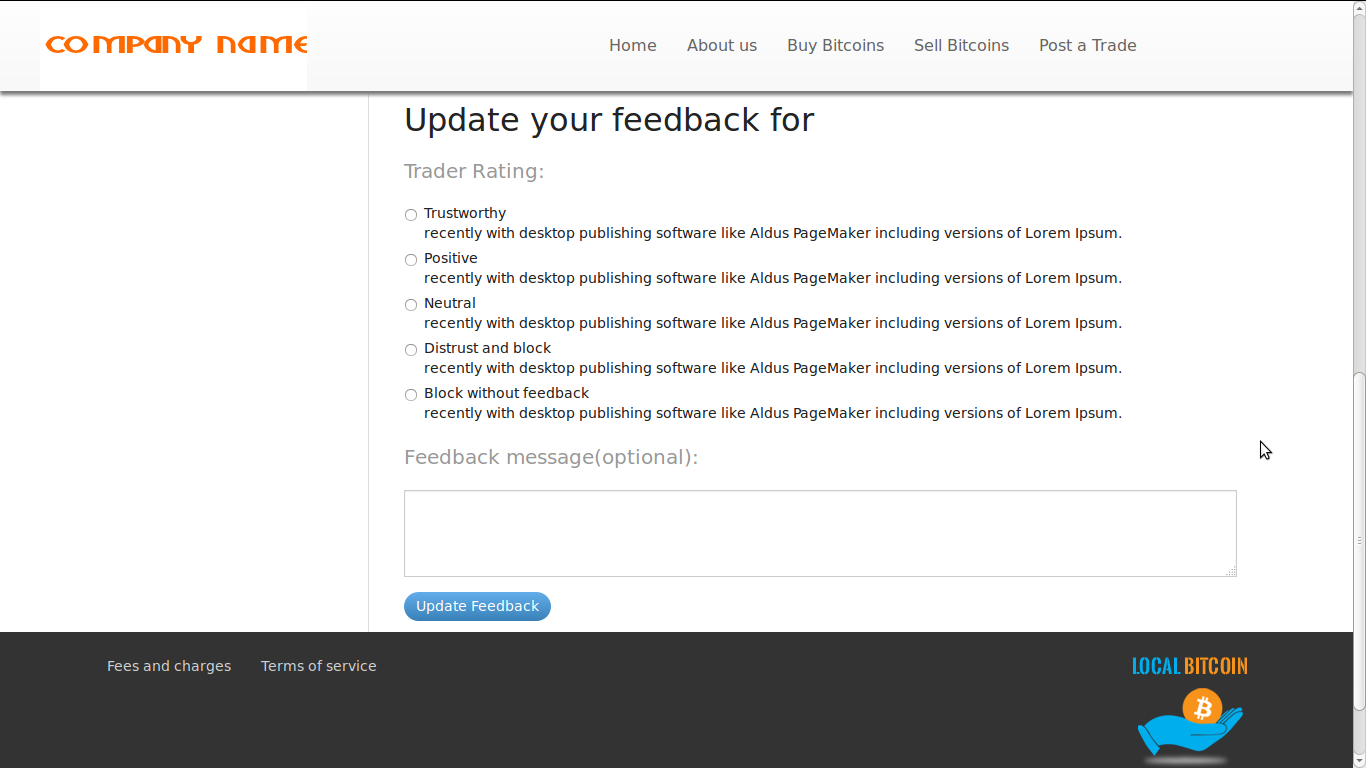 COMPANY NAME
Home About us Buy Bitcoins Sell Bitcoins Post a Trade
Update your feedback for
Trader Rating:
Trustworthy
recently with desktop publishing software like Aldus PageMaker including versions of Lorem Ipsum.
Positive
recently with desktop publishing software like Aldus PageMaker including versions of Lorem Ipsum.
Neutral
recently with desktop publishing software like Aldus PageMaker including versions of Lorem Ipsum.
Distrust and block
recently with desktop publishing software like Aldus PageMaker including versions of Lorem Ipsum.
Block without feedback
recently with desktop publishing software like Aldus PageMaker including versions of Lorem Ipsum.
Feedback message(optional):
Update Feedback
Fees and charges Terms of service
LOCAL BITCOIN